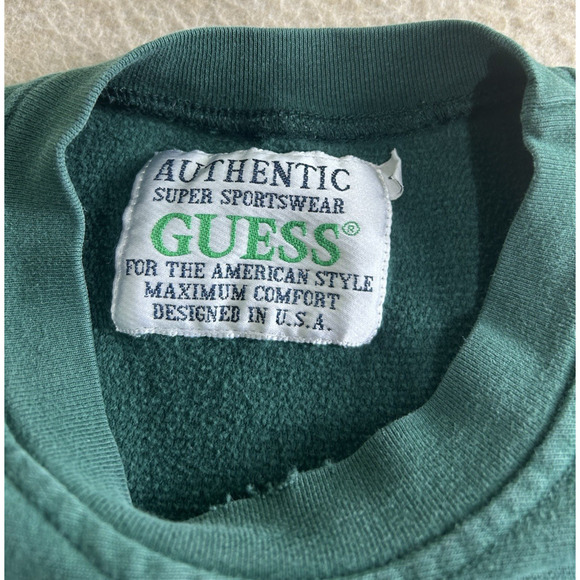 AUTHENTIC
SUPER SPORTSWEAR
GUESS®
FOR THE AMERICAN STYLE
MAXIMUM COMFORT
DESIGNED IN U.S.A.